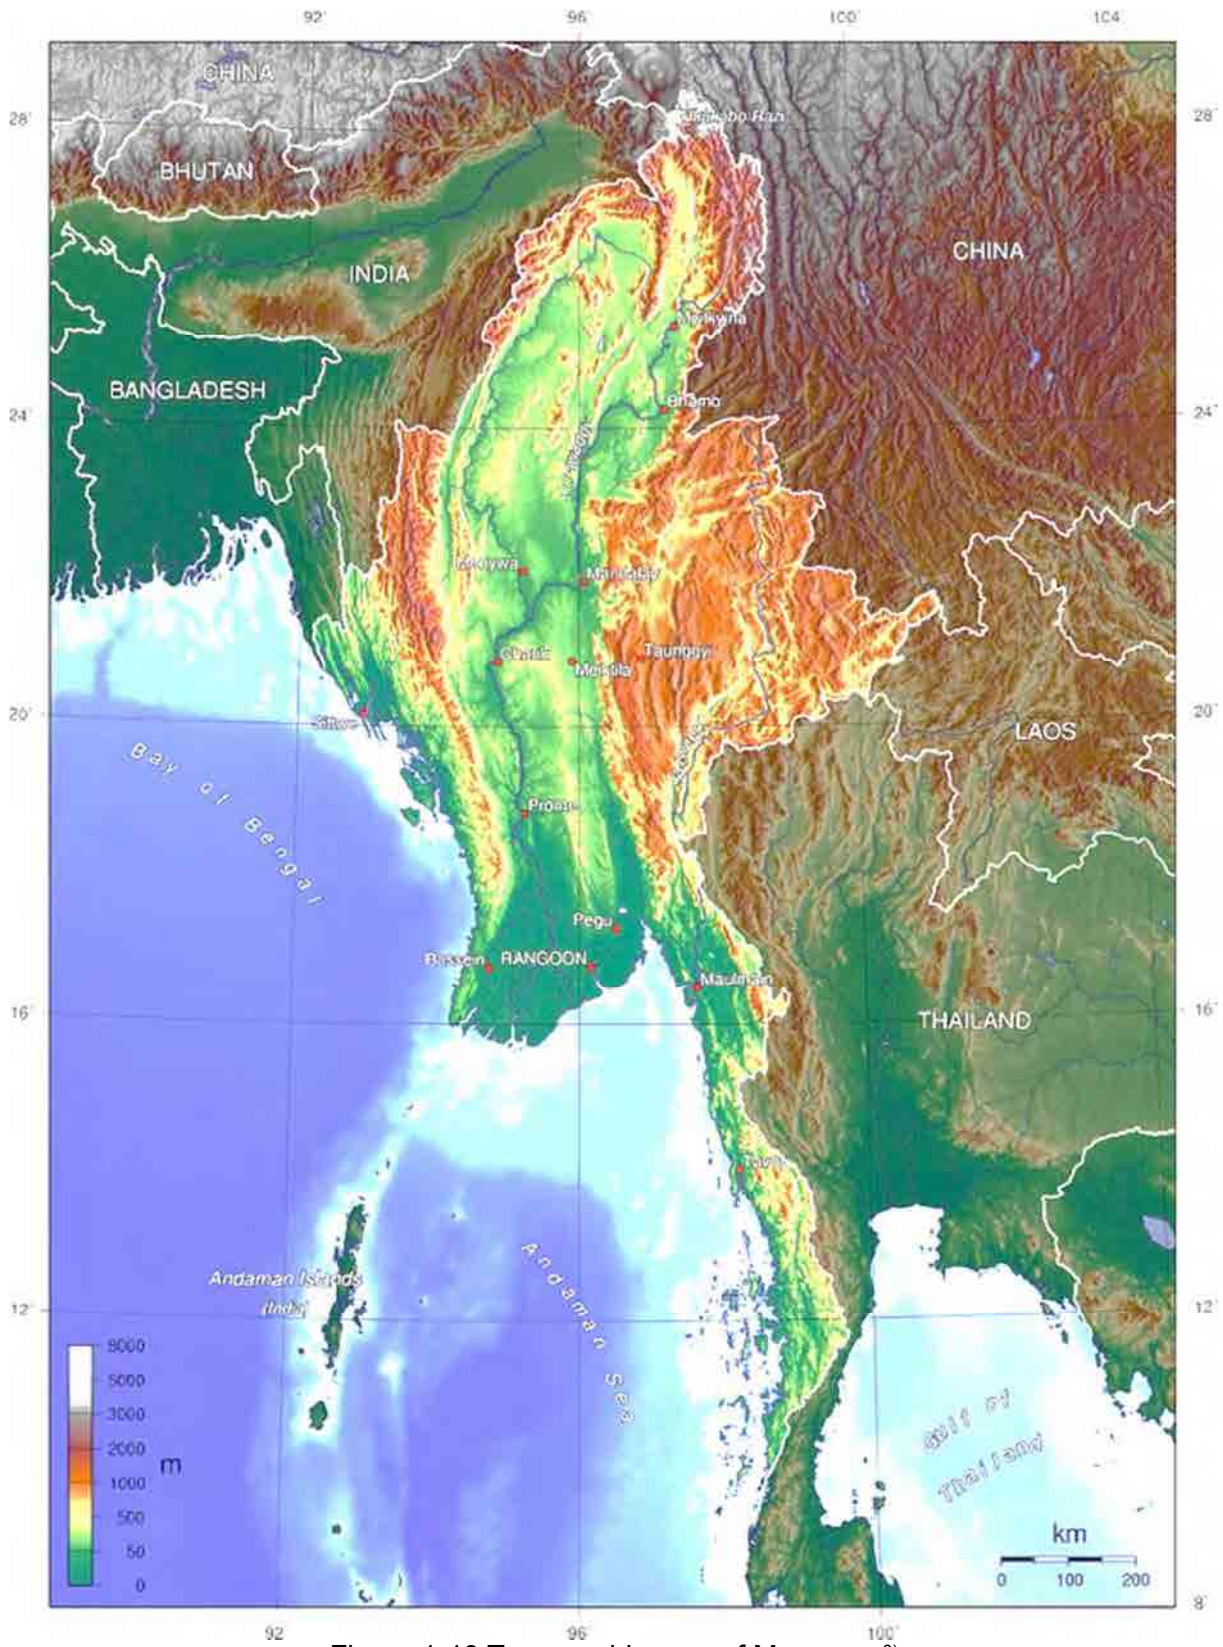 92° 96° 100° 104°
CHINA
28° 28°
BHUTAN
CHINA
INDIA
Myitkyina
BANGLADESH
Bhamo
24° 24°
Monywa
Mandalay
Chauk
Taunggyi
Meiktila
20° 20°
Sittwe
LAOS
Bay of Bengal
Prome
Pegu
Bassein
RANGOON
Maulmain
16° 16°
THAILAND
Andaman Islands
(India)
Andaman Sea
12° 12°
8000
5000
3000
2000
1000
500
50
0
m
Gulf of
Thailand
km
0 100 200
8°
92° 96° 100°